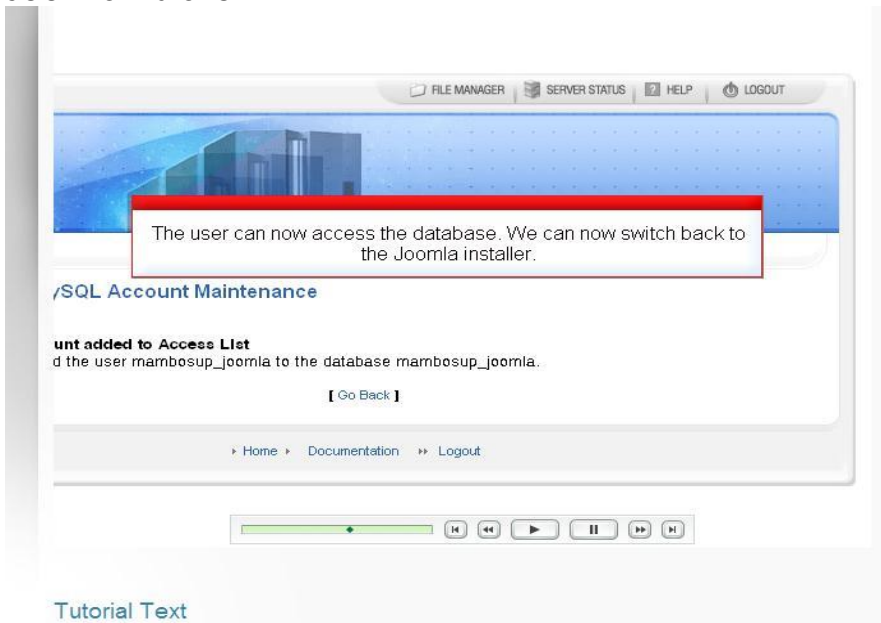 FILE MANAGER SERVER STATUS ? HELP LOGOUT
The user can now access the database. We can now switch back to
the Joomla installer.
ySQL Account Maintenance
unt added to Access List
d the user mambosup_joomla to the database mambosup_joomla.
[ Go Back ]
Home Documentation Logout
Tutorial Text